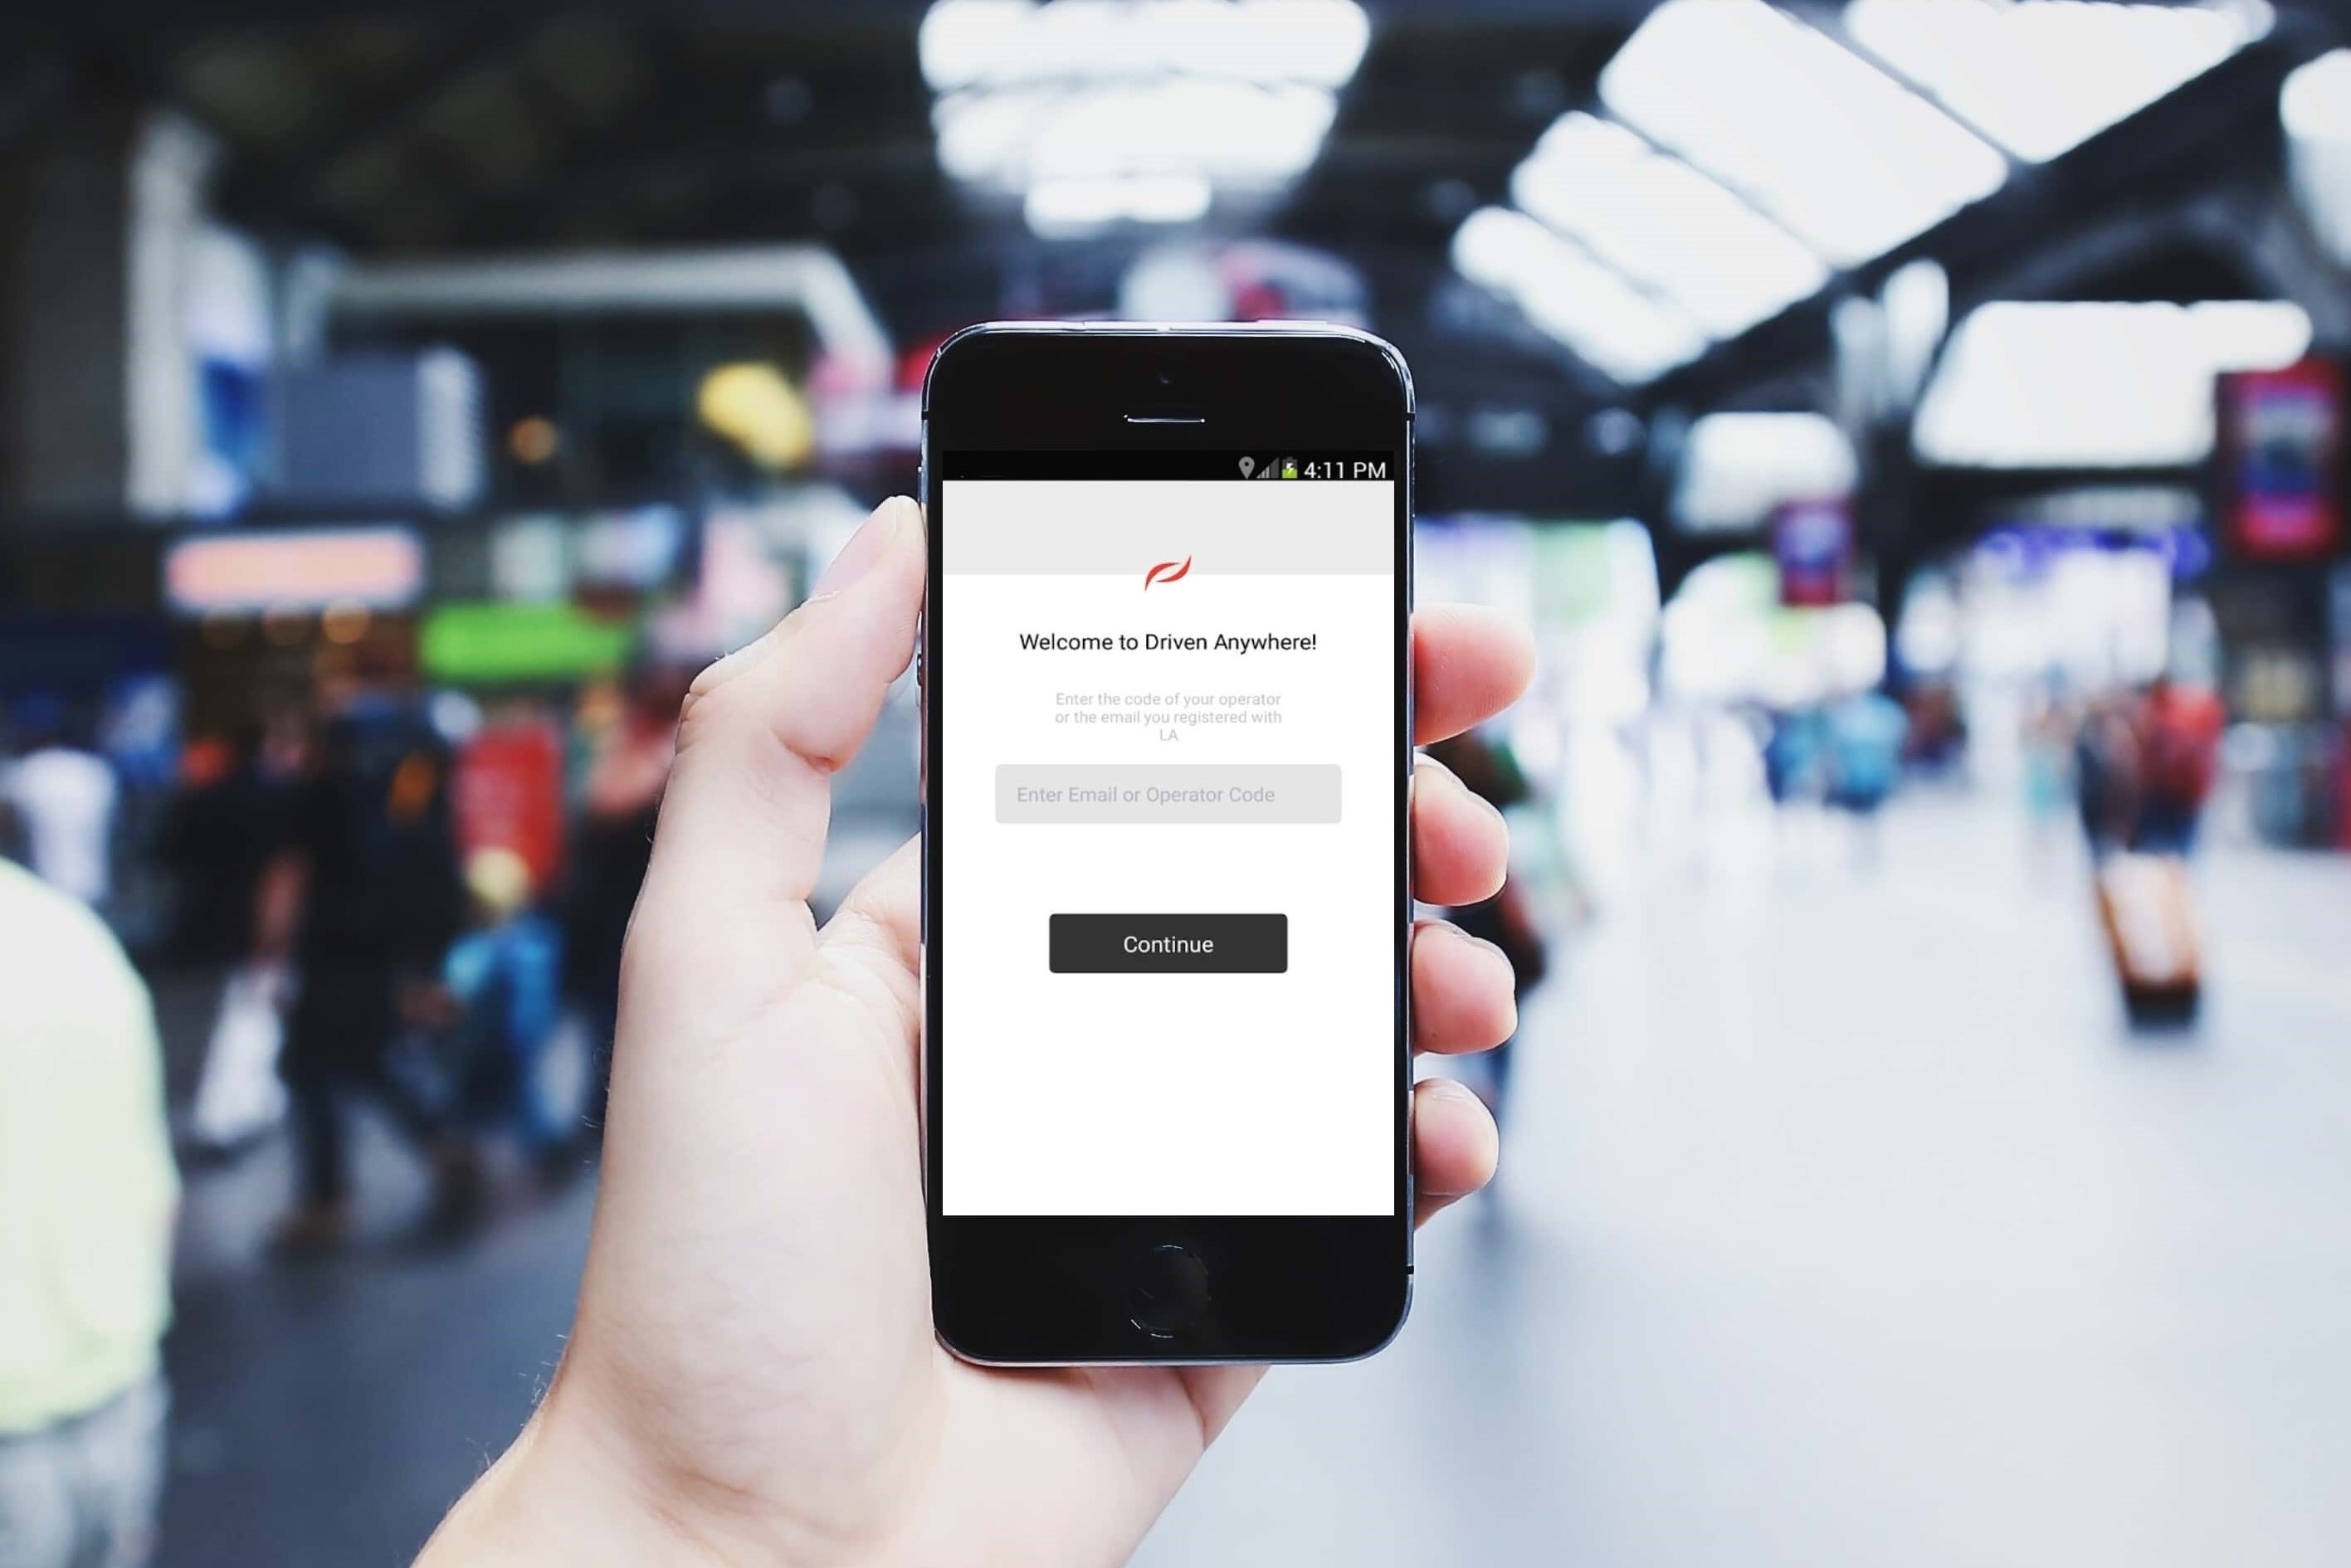 4:11 PM
Welcome to Driven Anywhere!
Enter the code of your operator
or the email you registered with
LA
Enter Email or Operator Code
Continue